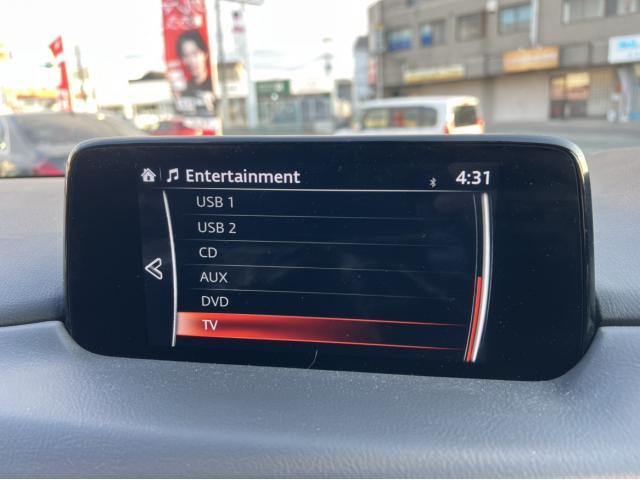 Entertainment
4:31
USB 1
USB 2
CD
AUX
DVD
TV